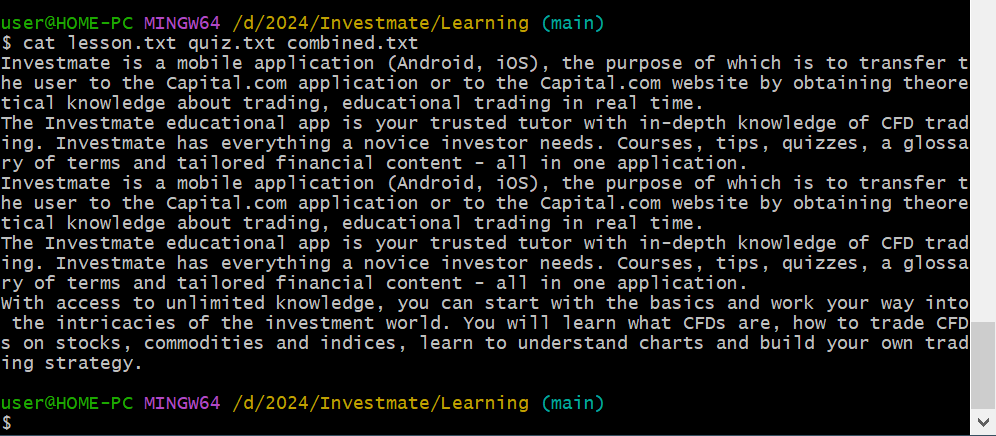 user@HOME-PC MINGW64 /d/2024/Investmate/Learning (main)
$ cat lesson.txt quiz.txt combined.txt
Investmate is a mobile application (Android, iOS), the purpose of which is to transfer t
he user to the Capital.com application or to the Capital.com website by obtaining theore
tical knowledge about trading, educational trading in real time.
The Investmate educational app is your trusted tutor with in-depth knowledge of CFD trad
ing. Investmate has everything a novice investor needs. Courses, tips, quizzes, a glossa
ry of terms and tailored financial content - all in one application.
Investmate is a mobile application (Android, iOS), the purpose of which is to transfer t
he user to the Capital.com application or to the Capital.com website by obtaining theore
tical knowledge about trading, educational trading in real time.
The Investmate educational app is your trusted tutor with in-depth knowledge of CFD trad
ing. Investmate has everything a novice investor needs. Courses, tips, quizzes, a glossa
ry of terms and tailored financial content - all in one application.
With access to unlimited knowledge, you can start with the basics and work your way into
 the intricacies of the investment world. You will learn what CFDs are, how to trade CFD
s on stocks, commodities and indices, learn to understand charts and build your own trad
ing strategy.
user@HOME-PC MINGW64 /d/2024/Investmate/Learning (main)
$